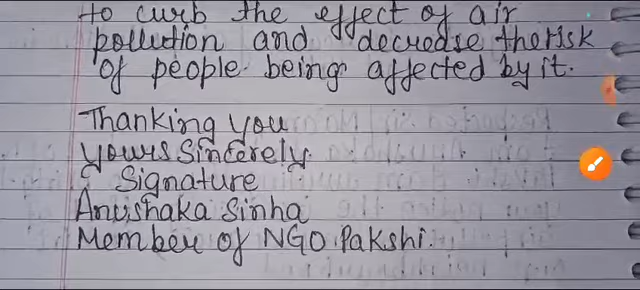 to curb the effect of air
pollution and decrease the risk
of people being affected by it.
Thanking you
yours Sincerely
Signature
Anushaka Sinha
Member of NGO Pakshi.